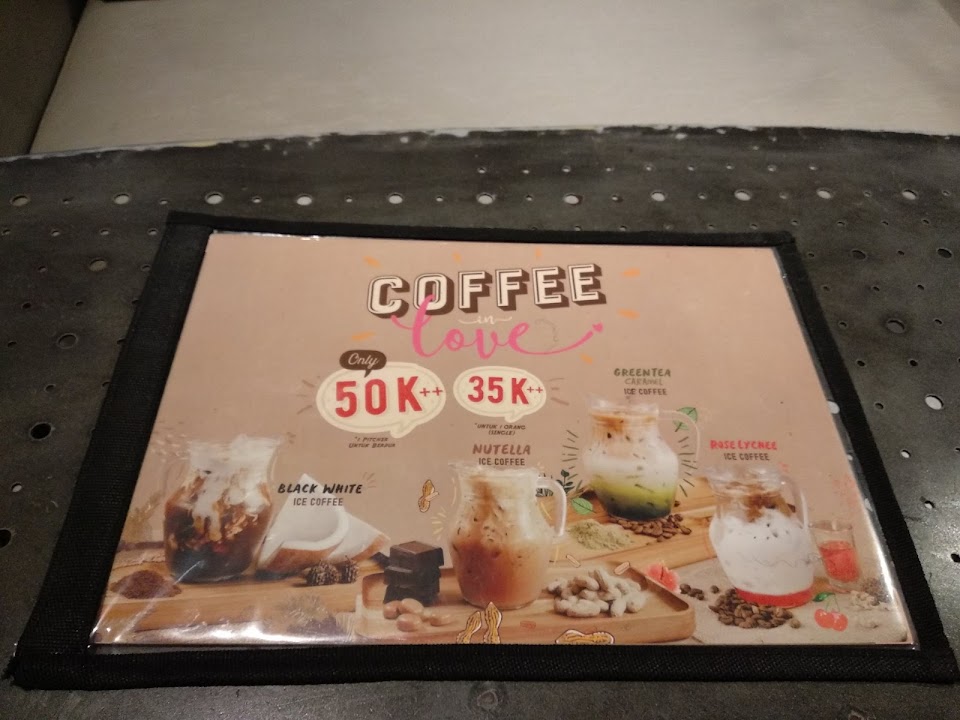 COFFEE
in
love
Only
50K++
35K++
*1 PITCHER
UNTUK BERDUA
*UNTUK 1 ORANG
(SINGLE)
GREENTEA
CARAMEL
ICE COFFEE
NUTELLA
ICE COFFEE
ROSE LYCHEE
ICE COFFEE
BLACK WHITE
ICE COFFEE